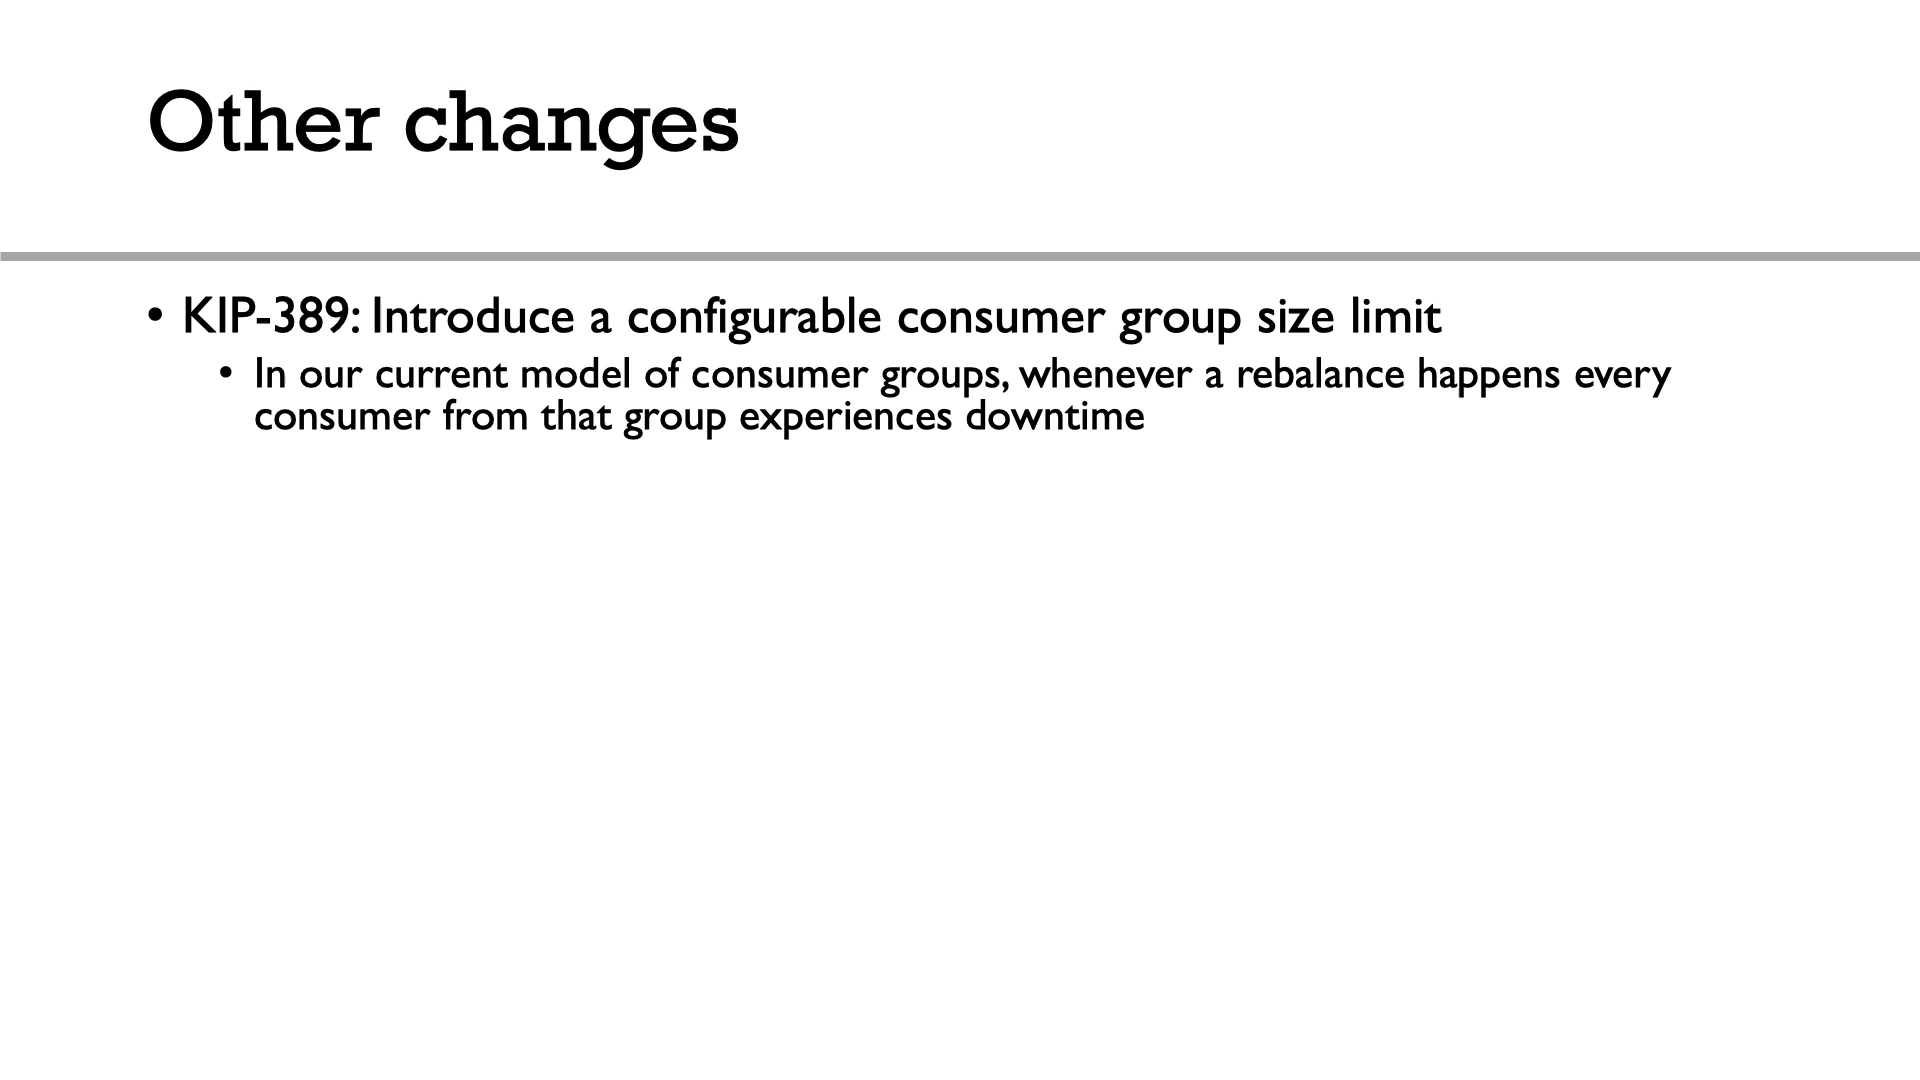 Other changes
• KIP-389: Introduce a configurable consumer group size limit
• In our current model of consumer groups, whenever a rebalance happens every
consumer from that group experiences downtime